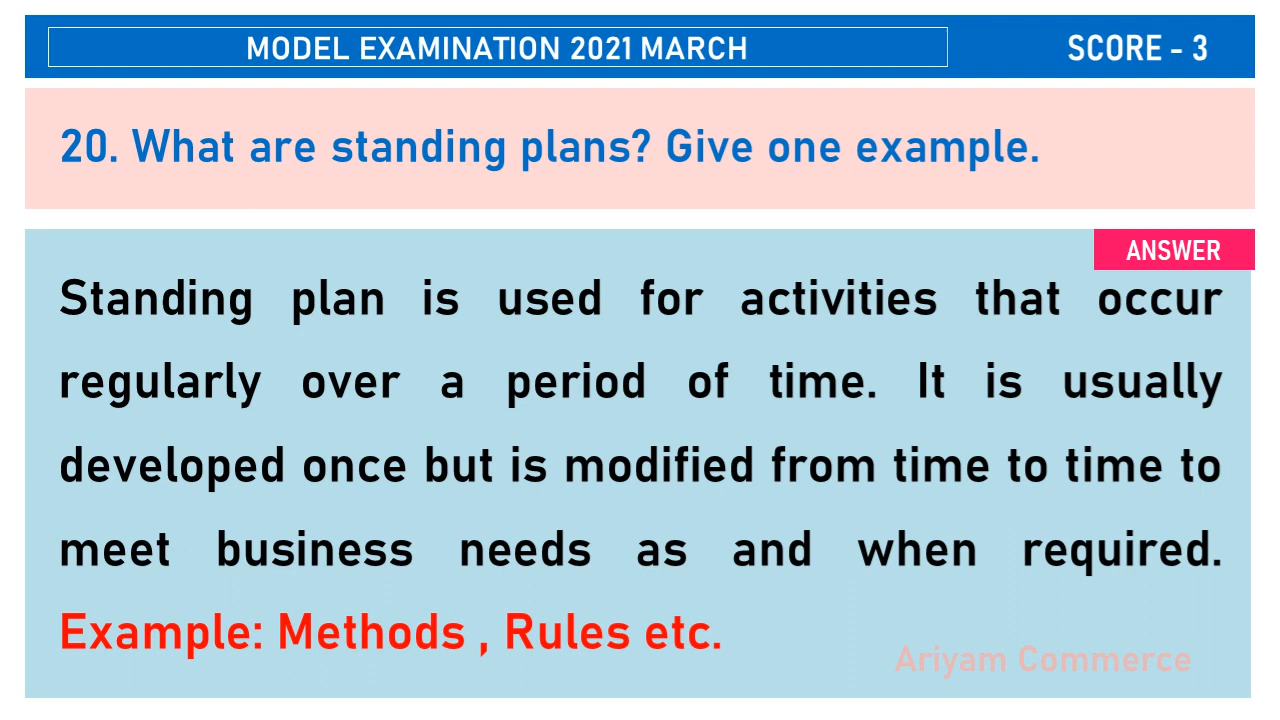 MODEL EXAMINATION 2021 MARCH
SCORE - 3
20. What are standing plans? Give one example.
ANSWER
Standing plan is used for activities that occur
regularly over a period of time. It is usually
developed once but is modified from time to time to
meet business needs as and when required.
Example: Methods , Rules etc.
Ariyam Commerce